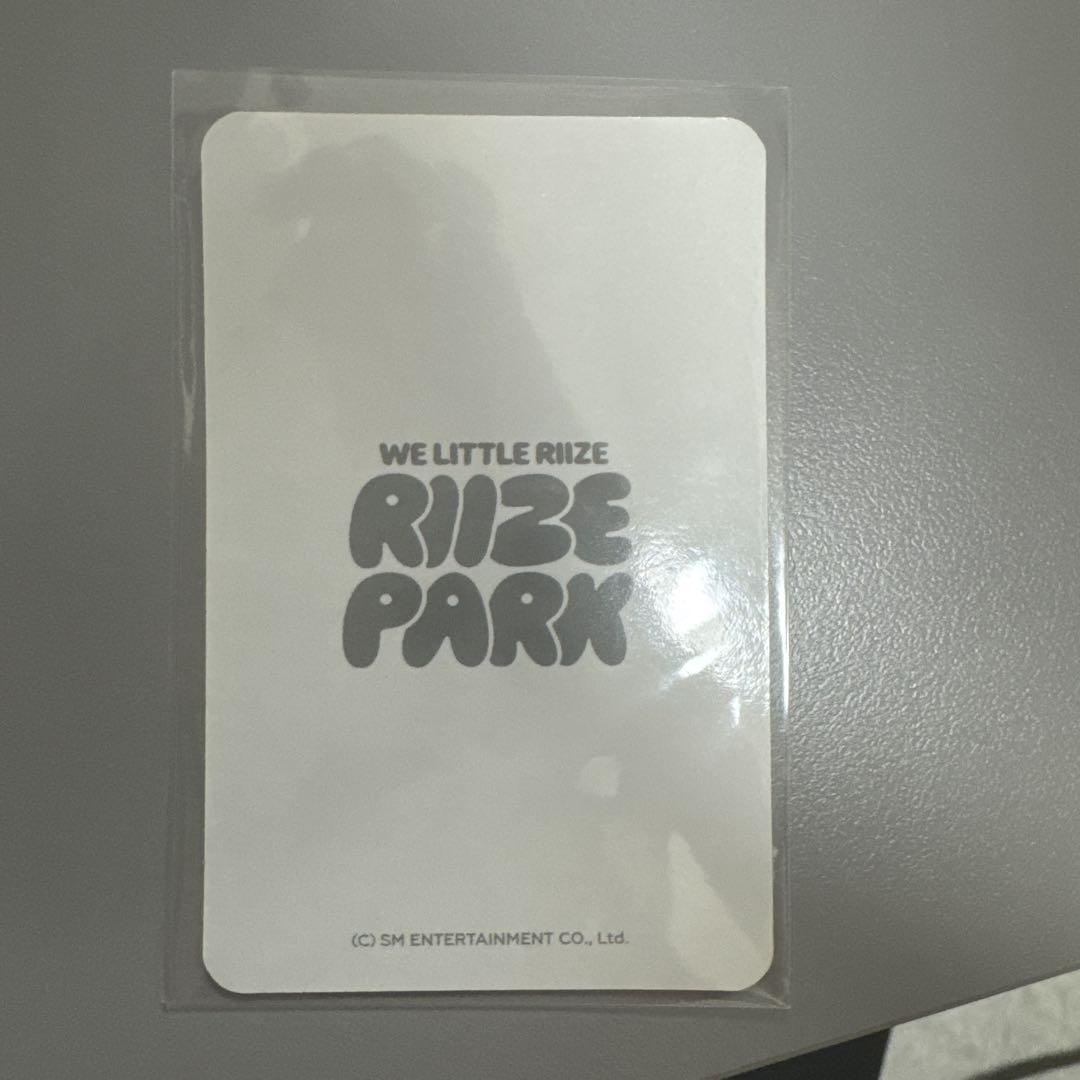 WE LITTLE RIIZE
RIIZE
PARK
(C) SM ENTERTAINMENT CO., Ltd.